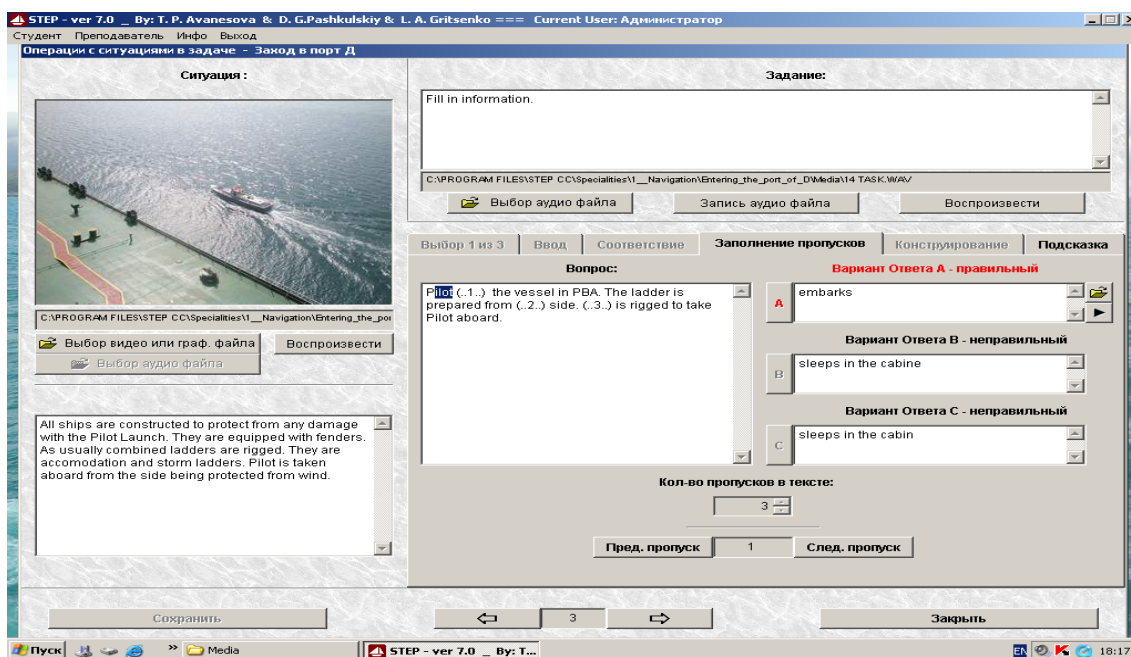 STEP - ver 7.0 _ By: T. P. Avanesova & D. G.Pashkulskiy & L. A. Gritsenko === Current User: Администратор
Студент Преподаватель Инфо Выход
Операции с ситуациями в задаче - Заход в порт Д
Ситуация :
C:\PROGRAM FILES\STEP CC\Specialities\1__Navigation\Entering_the_por
Выбор видео или граф. файла Воспроизвести
Выбор аудио файла
All ships are constructed to protect from any damage
with the Pilot Launch. They are equipped with fenders.
As usually combined ladders are rigged. They are
accomodation and storm ladders. Pilot is taken
aboard from the side being protected from wind.
Задание:
Fill in information.
C:\PROGRAM FILES\STEP CC\Specialities\1__Navigation\Entering_the_port_of_D\Media\14 TASK.WAV
Выбор аудио файла Запись аудио файла Воспроизвести
Выбор 1 из 3 Ввод Соответствие Заполнение пропусков Конструирование Подсказка
Вопрос:
Pilot (..1..) the vessel in PBA. The ladder is
prepared from (..2..) side. (..3..) is rigged to take
Pilot aboard.
Вариант Ответа А - правильный
A embarks
Вариант Ответа В - неправильный
B sleeps in the cabine
Вариант Ответа С - неправильный
C sleeps in the cabin
Кол-во пропусков в тексте:
3
Пред. пропуск 1 След. пропуск
Сохранить 3 Закрыть
Пуск » Media STEP - ver 7.0 _ By: T... EN 18:17